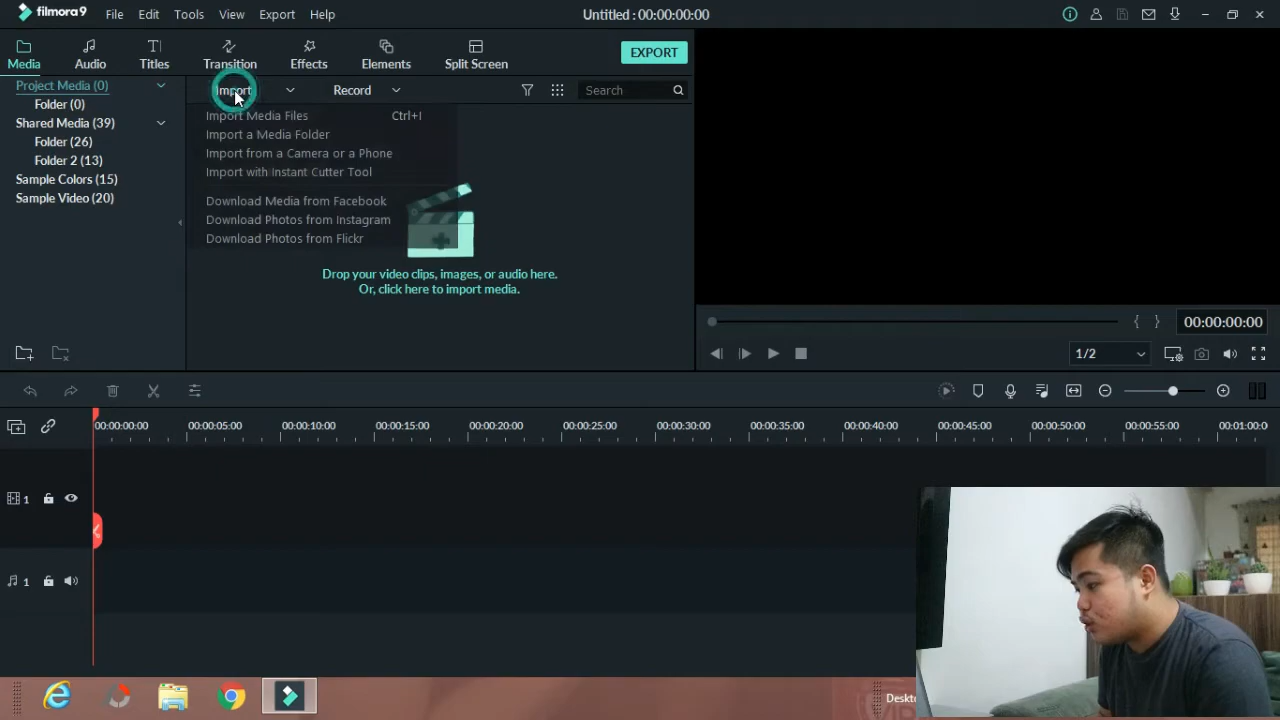 filmora9 File Edit Tools View Export Help Untitled : 00:00:00:00
Media Audio Titles Transition Effects Elements Split Screen EXPORT
Project Media (0)
Folder (0)
Shared Media (39)
Folder (26)
Folder 2 (13)
Sample Colors (15)
Sample Video (20)
Import Record Search
Import Media Files Ctrl+I
Import a Media Folder
Import from a Camera or a Phone
Import with Instant Cutter Tool
Download Media from Facebook
Download Photos from Instagram
Download Photos from Flickr
Drop your video clips, images, or audio here.
Or, click here to import media.
00:00:00:00
1/2
00:00:00:00 00:00:05:00 00:00:10:00 00:00:15:00 00:00:20:00 00:00:25:00 00:00:30:00 00:00:35:00 00:00:40:00 00:00:45:00 00:00:50:00 00:00:55:00 00:01:00:0
1
1
Deskto